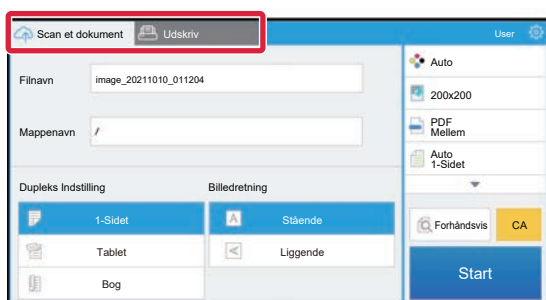 Scan et dokument
Udskriv
User
Filnavn
image_20211010_011204
Mappenavn
/
Dupleks Indstilling
Billedretning
1-Sidet
Stående
Tablet
Liggende
Bog
Auto
200x200
PDF
Mellem
Auto
1-Sidet
Forhåndsvis
CA
Start